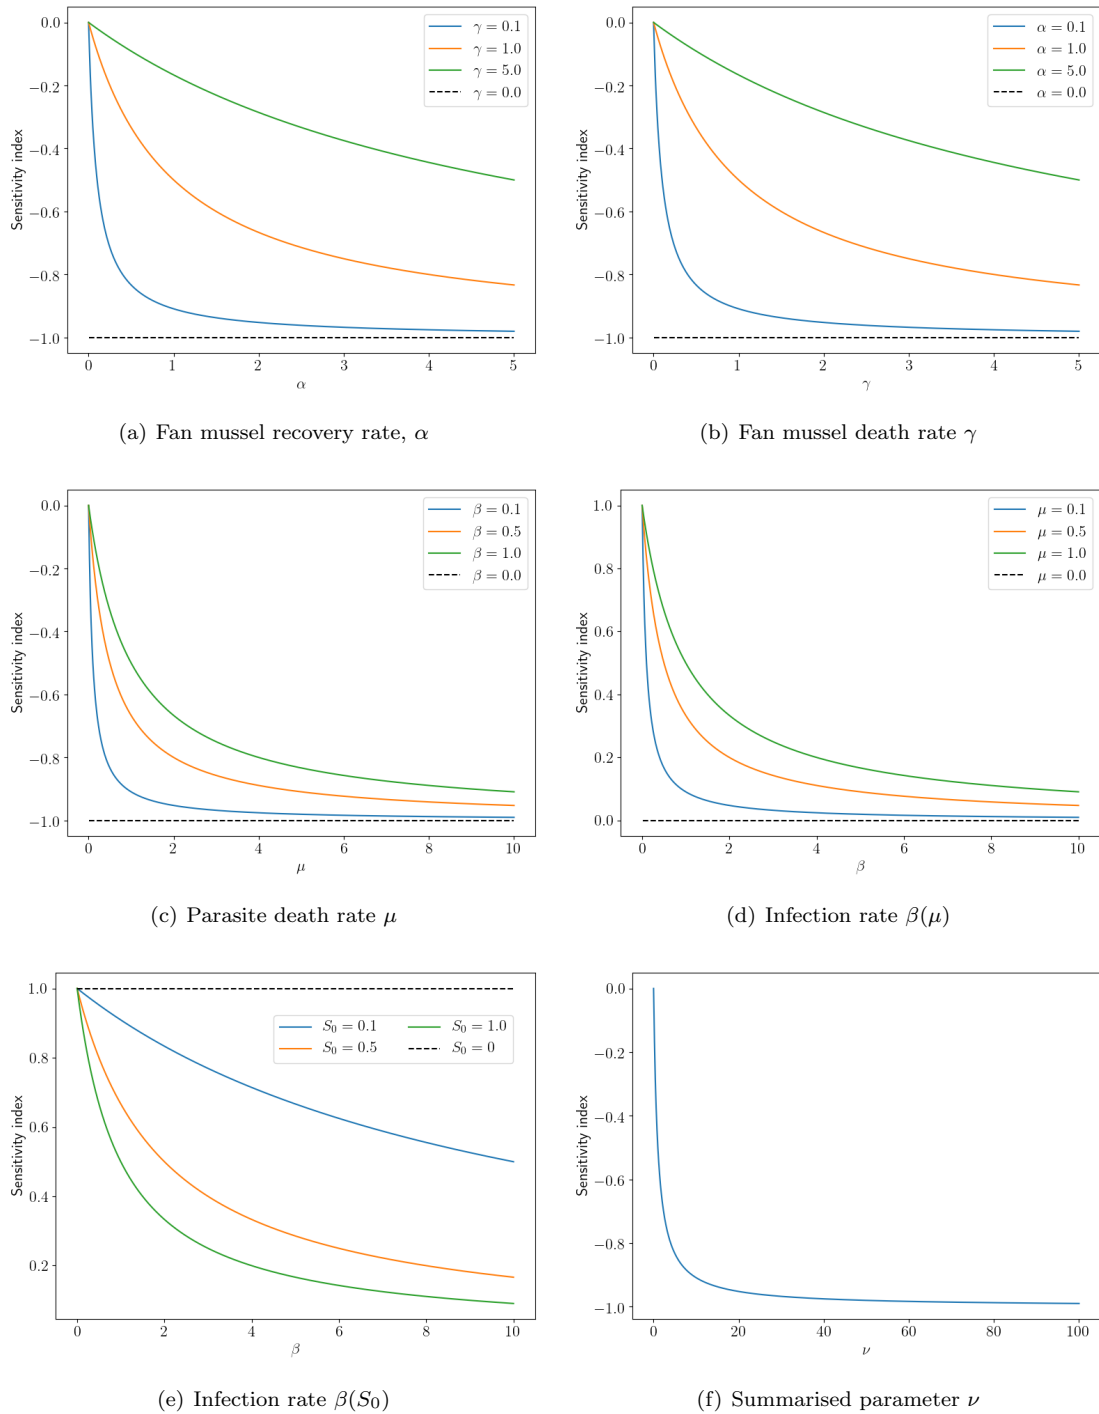 0.0
−0.2
−0.4
−0.6
−0.8
−1.0
Sensitivity index
0 1 2 3 4 5
α
γ = 0.1
γ = 1.0
γ = 5.0
γ = 0.0
(a) Fan mussel recovery rate, α
0.0
−0.2
−0.4
−0.6
−0.8
−1.0
Sensitivity index
0 1 2 3 4 5
γ
α = 0.1
α = 1.0
α = 5.0
α = 0.0
(b) Fan mussel death rate γ
0.0
−0.2
−0.4
−0.6
−0.8
−1.0
Sensitivity index
0 2 4 6 8 10
μ
β = 0.1
β = 0.5
β = 1.0
β = 0.0
(c) Parasite death rate μ
1.0
0.8
0.6
0.4
0.2
0.0
Sensitivity index
0 2 4 6 8 10
β
μ = 0.1
μ = 0.5
μ = 1.0
μ = 0.0
(d) Infection rate β(μ)
1.0
0.8
0.6
0.4
0.2
Sensitivity index
0 2 4 6 8 10
β
S₀ = 0.1 S₀ = 1.0
S₀ = 0.5 S₀ = 0
(e) Infection rate β(S₀)
0.0
−0.2
−0.4
−0.6
−0.8
−1.0
Sensitivity index
0 20 40 60 80 100
ν
(f) Summarised parameter ν